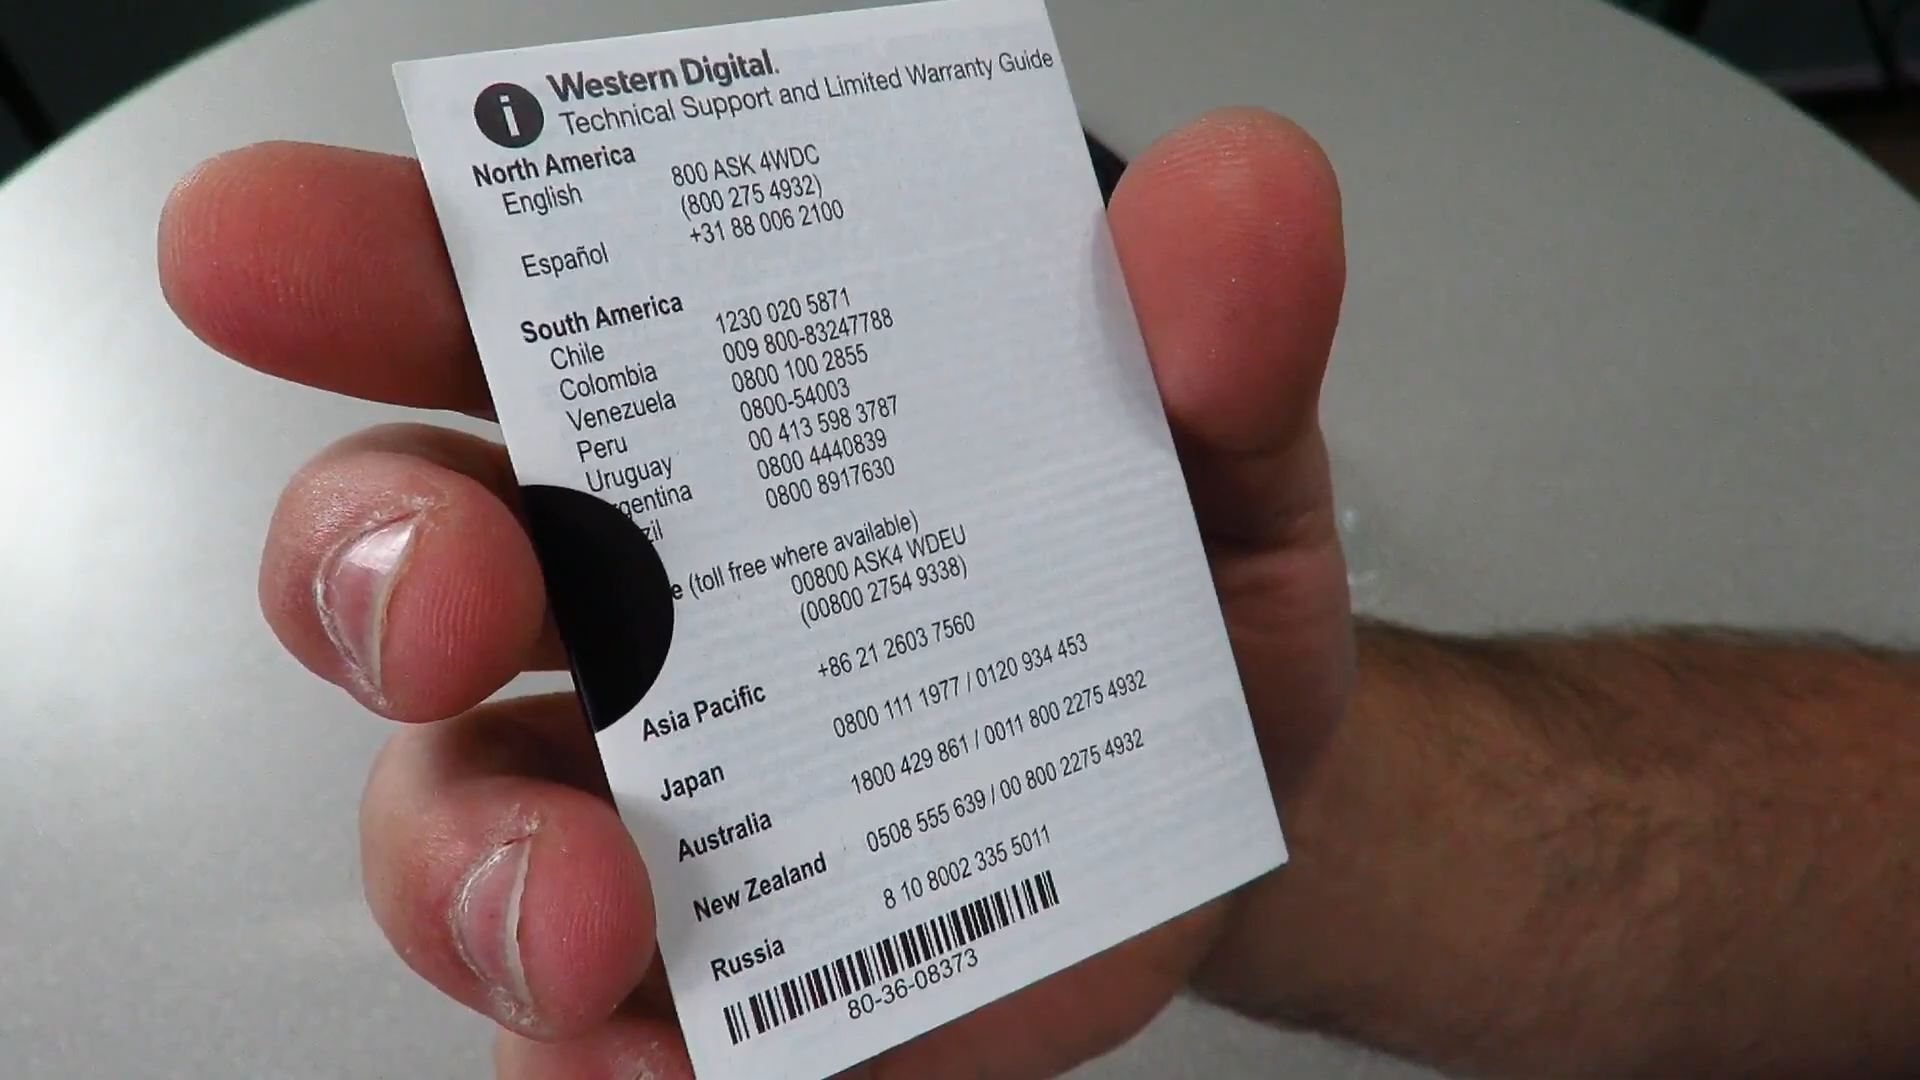 i
Western Digital.
Technical Support and Limited Warranty Guide
North America
English 800 ASK 4WDC
(800 275 4932)
Español +31 88 006 2100
South America
Chile 1230 020 5871
Colombia 009 800-83247788
Venezuela 0800 100 2855
Peru 0800-54003
Uruguay 00 413 598 3787
gentina 0800 4440839
zil 0800 8917630
e (toll free where available)
00800 ASK4 WDEU
(00800 2754 9338)
Asia Pacific +86 21 2603 7560
Japan 0800 111 1977 / 0120 934 453
Australia 1800 429 861 / 0011 800 2275 4932
New Zealand 0508 555 639 / 00 800 2275 4932
Russia 8 10 8002 335 5011
80-36-08373